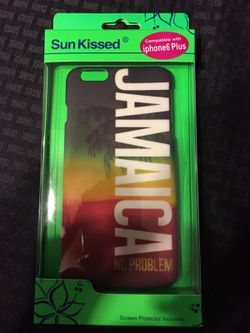 Sun Kissed®
Compatible with
iphone6 Plus
JAMAICA
NO PROBLEM
Screen Protector Included